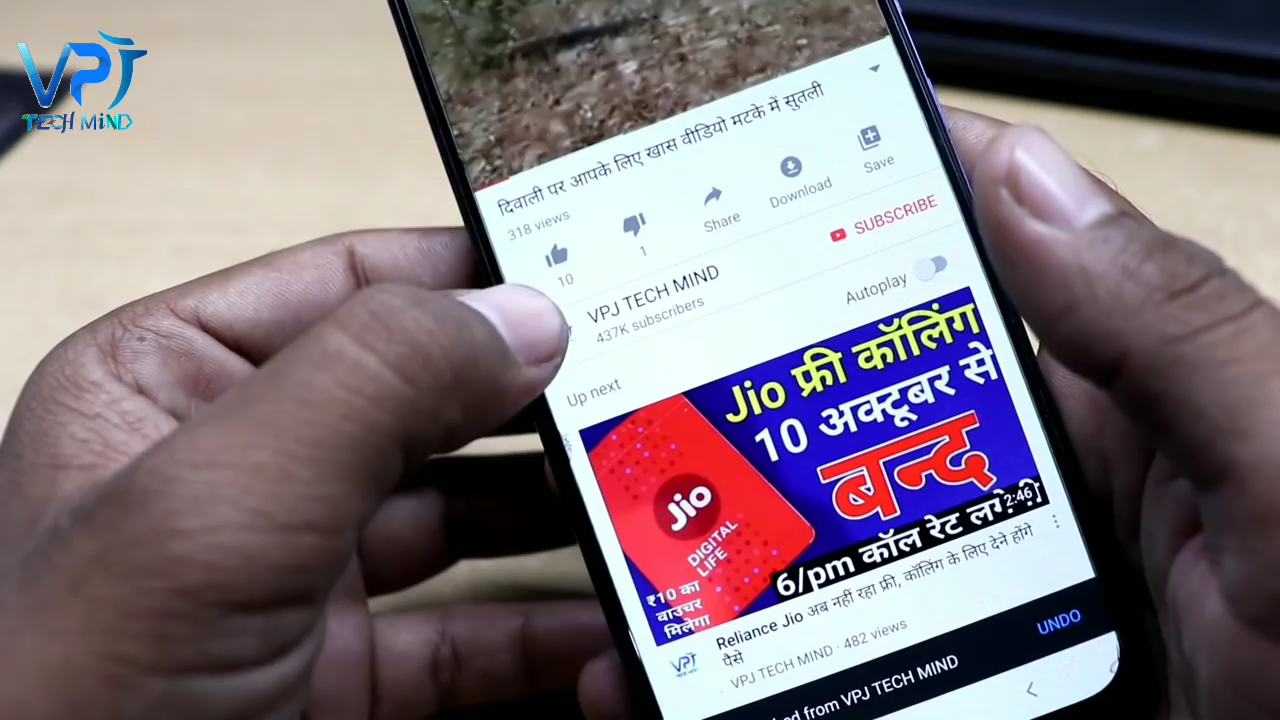 VPJ
TECH MiND
दिवाली पर आपके लिए खास वीडियो मटके में सुतली
318 views
10
1
Share
Download
Save
VPJ TECH MIND
437K subscribers
SUBSCRIBE
Autoplay
Up next
Jio फ्री कॉलिंग
10 अक्टूबर से
बन्द
Jio
DIGITAL
LIFE
₹10 का
वाउचर
मिलेगा
6/pm कॉल रेट
2:46
Reliance Jio अब नहीं रहा फ्री, कॉलिंग के लिए देने होंगे
पैसे
VPJ TECH MIND · 482 views
VPJ
from VPJ TECH MIND
UNDO